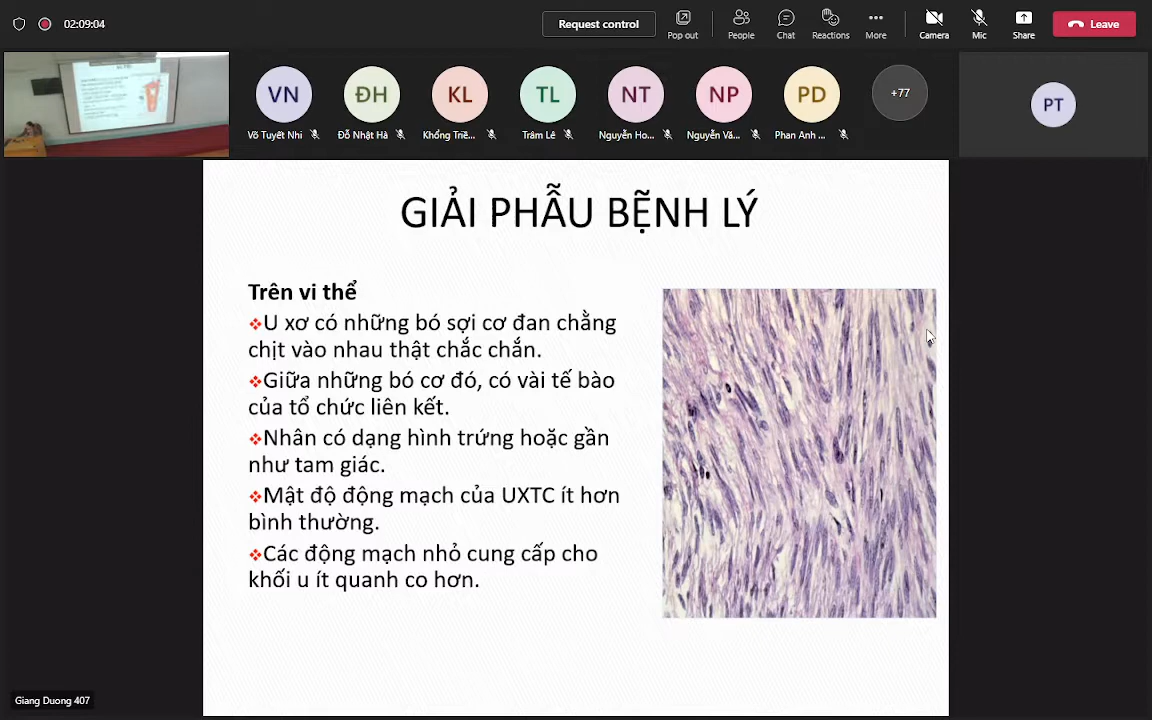 02:09:04
Request control
Pop out
People
Chat
Reactions
More
Camera
Mic
Share
Leave
VN
ĐH
KL
TL
NT
NP
PD
+77
PT
Võ Tuyết Nhi
Đỗ Nhật Hà
Khổng Triề...
Trâm Lê
Nguyễn Ho...
Nguyễn Vă...
Phan Anh ...
GIẢI PHẪU BỆNH LÝ
Trên vi thể
❖U xơ có những bó sợi cơ đan chằng
chịt vào nhau thật chắc chắn.
❖Giữa những bó cơ đó, có vài tế bào
của tổ chức liên kết.
❖Nhân có dạng hình trứng hoặc gần
như tam giác.
❖Mật độ động mạch của UXTC ít hơn
bình thường.
❖Các động mạch nhỏ cung cấp cho
khối u ít quanh co hơn.
Giang Duong 407